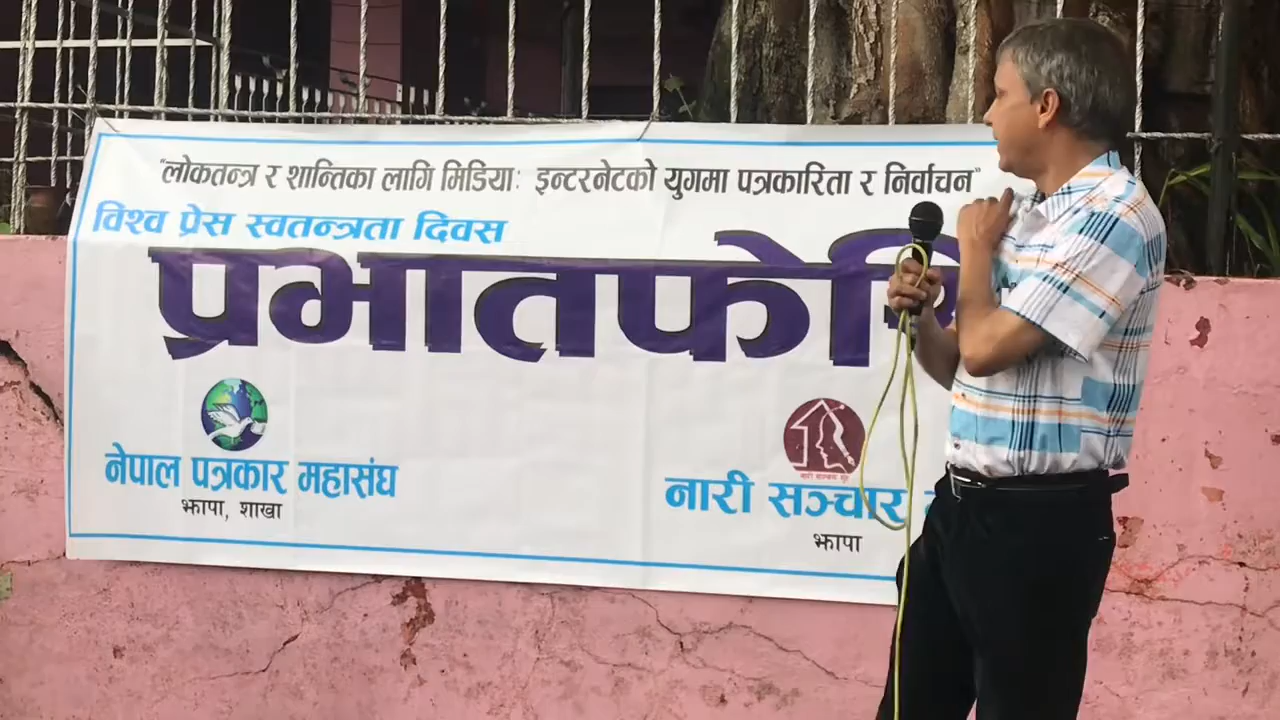 "लोकतन्त्र र शान्तिका लागि मिडियाः इन्टरनेटको युगमा पत्रकारिता र निर्वाचन"
विश्व प्रेस स्वतन्त्रता दिवस
प्रभातफेरि
नेपाल पत्रकार महासंघ
झापा, शाखा
नारी सञ्चार
झापा